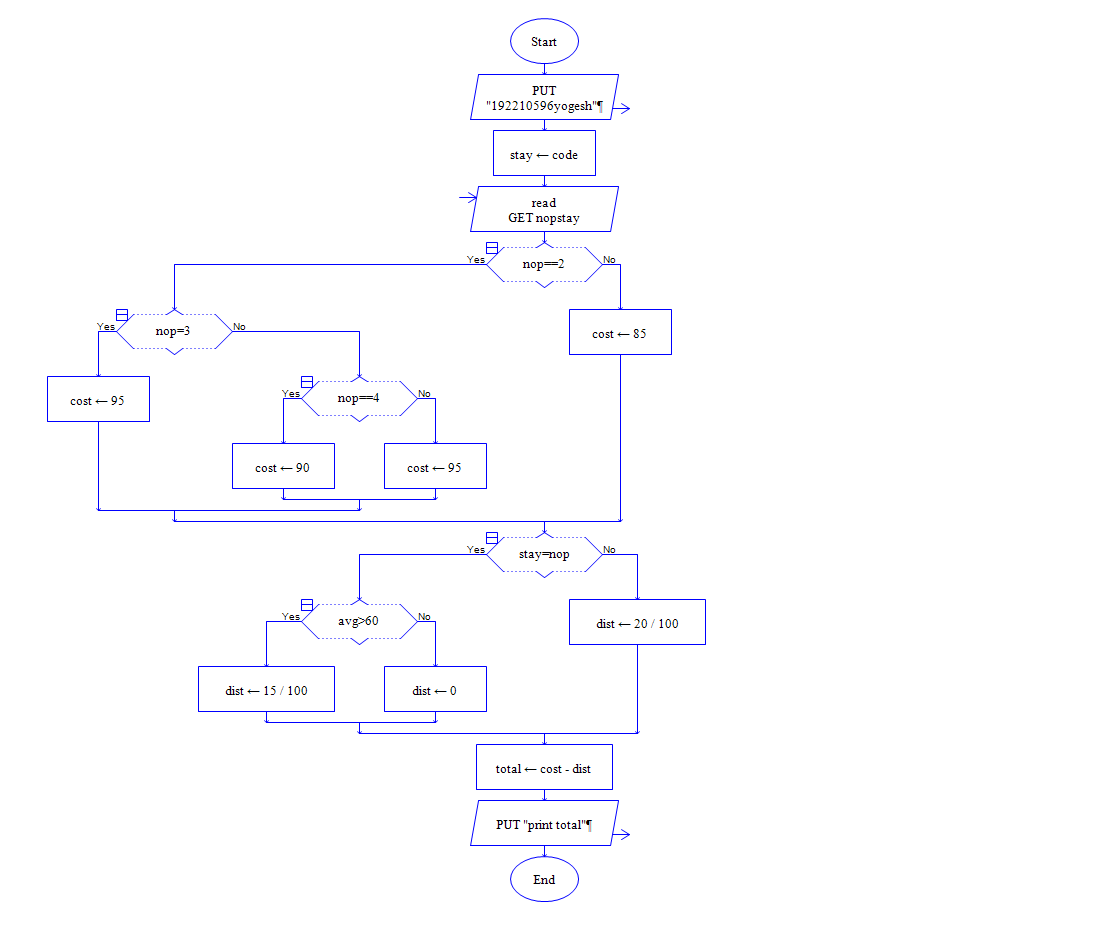 Start
PUT
"192210596yogesh"¶
stay ← code
read
GET nopstay
Yes
nop==2
No
Yes
nop=3
No
cost ← 85
Yes
nop==4
No
cost ← 95
cost ← 90
cost ← 95
Yes
stay=nop
No
Yes
avg>60
No
dist ← 20 / 100
dist ← 15 / 100
dist ← 0
total ← cost - dist
PUT "print total"¶
End